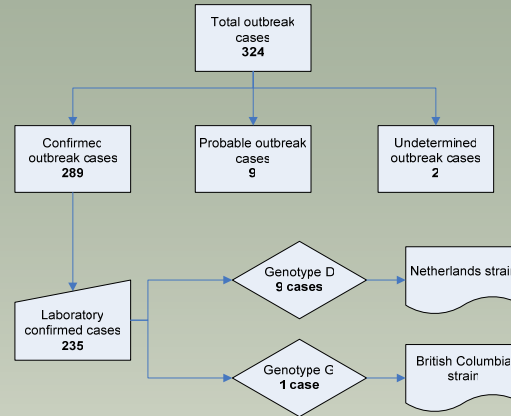 Total outbreak
cases
324
Confirmed
outbreak cases
289
Probable outbreak
cases
9
Undetermined
outbreak cases
2
Laboratory
confirmed cases
235
Genotype D
9 cases
Netherlands strain
Genotype G
1 case
British Columbia
strain